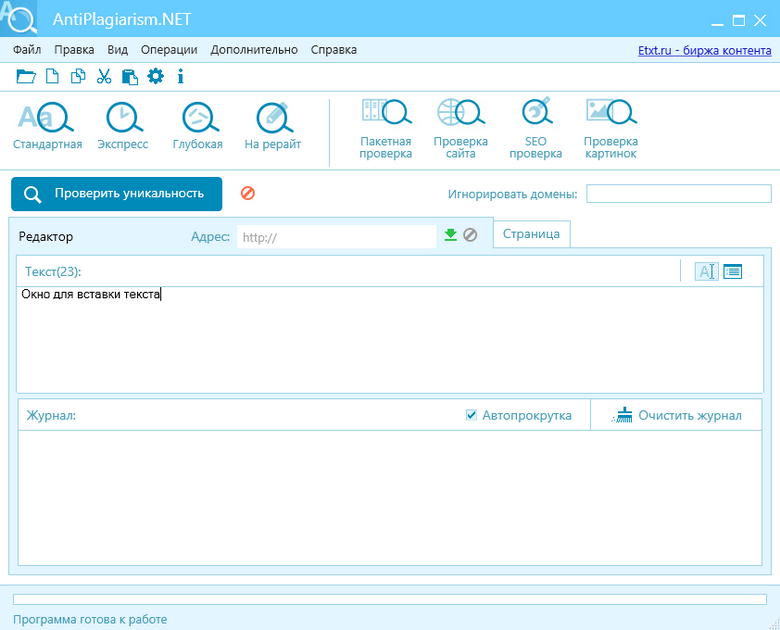 AntiPlagiarism.NET
Файл Правка Вид Операции Дополнительно Справка Etxt.ru - биржа контента
Aa
Стандартная Экспресс Глубокая На рерайт
Пакетная проверка
Проверка сайта
SEO проверка
Проверка картинок
Проверить уникальность Игнорировать домены:
Редактор Адрес: http:// Страница
Текст(23):
Окно для вставки текста
Журнал: Автопрокрутка Очистить журнал
Программа готова к работе